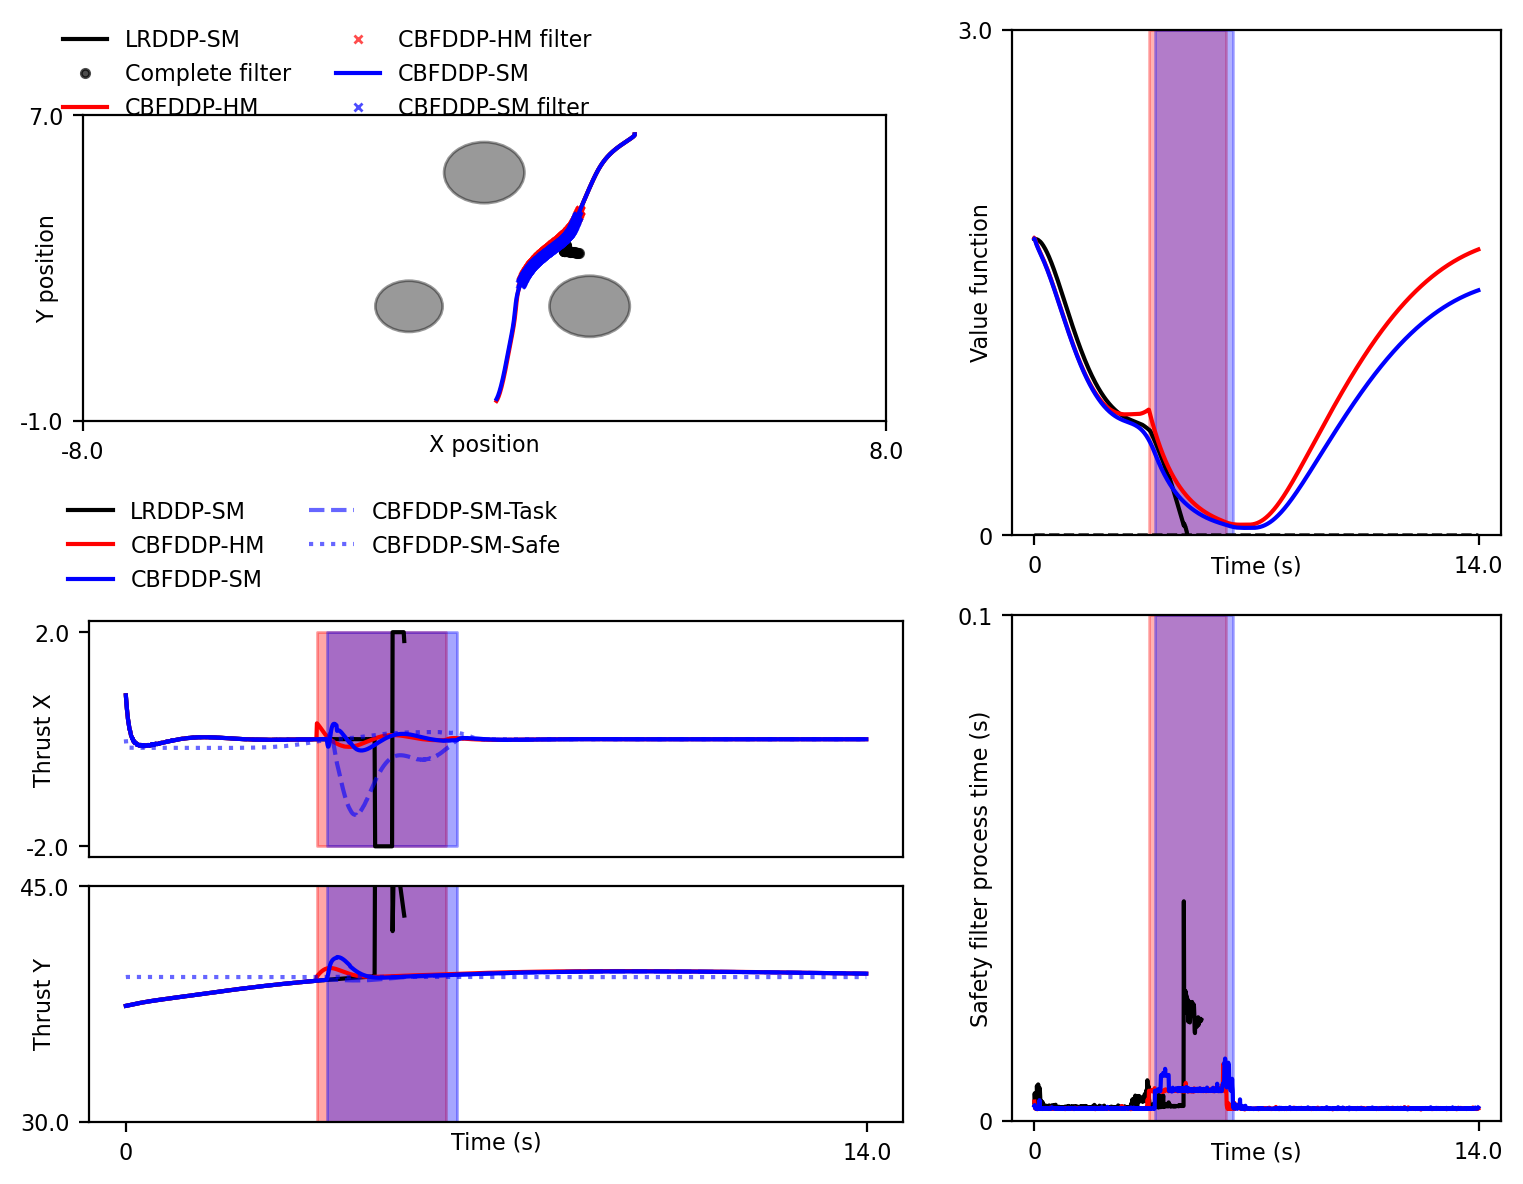 LRDDP-SM
Complete filter
CBFDDP-HM
CBFDDP-HM filter
CBFDDP-SM
CBFDDP-SM filter
7.0
Y position
-1.0
-8.0
X position
8.0
3.0
Value function
0
0
Time (s)
14.0
LRDDP-SM
CBFDDP-HM
CBFDDP-SM
CBFDDP-SM-Task
CBFDDP-SM-Safe
2.0
Thrust X
-2.0
45.0
Thrust Y
30.0
0
Time (s)
14.0
0.1
Safety filter process time (s)
0
0
Time (s)
14.0